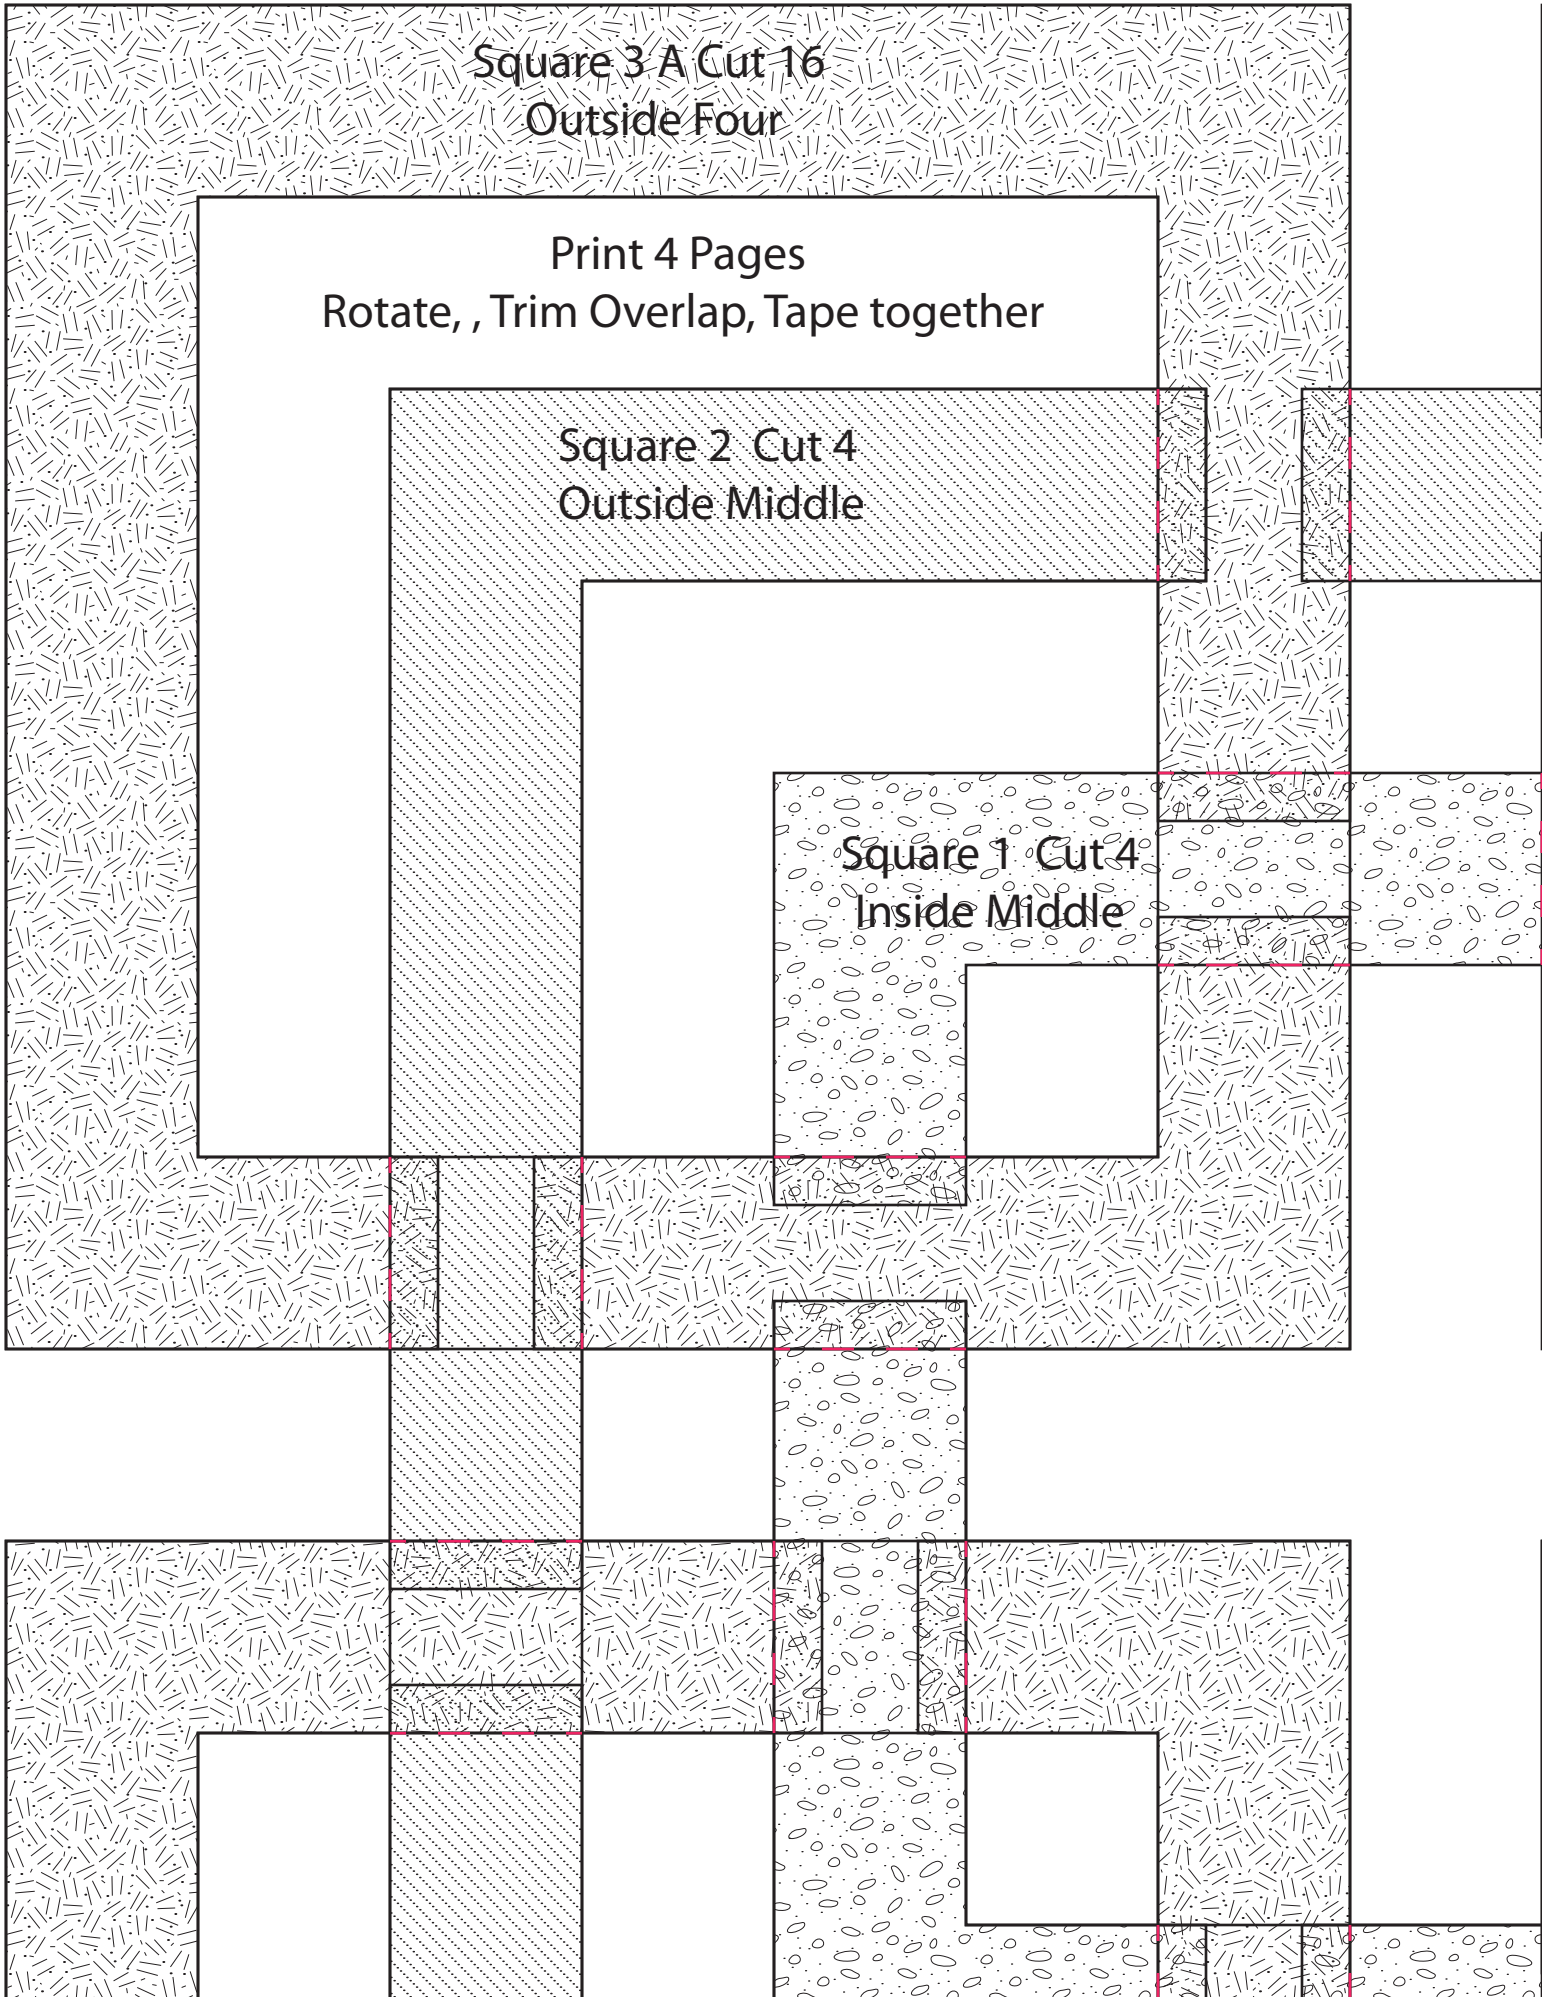 Square 3 A Cut 16
Outside Four
Print 4 Pages
Rotate, , Trim Overlap, Tape together
Square 2  Cut 4
Outside Middle
Square 1  Cut 4
Inside Middle